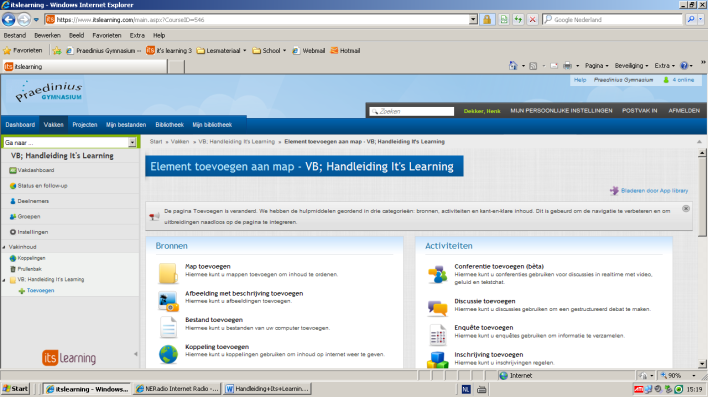 itslearning - Windows Internet Explorer
https://www.itslearning.com/main.aspx?CourseID=546
Google Nederland
Bestand Bewerken Beeld Favorieten Extra Help
Favorieten Praedinius Gymnasium – it's learning 3 Lesmateriaal School Webmail Hotmail
itslearning
Pagina Beveiliging Extra
Help Praedinius Gymnasium 4 online
Praedinius
GYMNASIUM
Zoeken Dekker, Henk MIJN PERSOONLIJKE INSTELLINGEN POSTVAK IN AFMELDEN
Dashboard Vakken Projecten Mijn bestanden Bibliotheek Mijn bibliotheek
Ga naar ...
Start » Vakken » VB; Handleiding It's Learning » Element toevoegen aan map - VB; Handleiding It's Learning
VB; Handleiding It's Learning
Vakdashboard
Status en follow-up
Deelnemers
Groepen
Instellingen
Vakinhoud
Koppelingen
Prullenbak
VB; Handleiding It's Learning
Toevoegen
its Learning
Element toevoegen aan map - VB; Handleiding It's Learning
Bladeren door App library
De pagina Toevoegen is veranderd. We hebben de hulpmiddelen geordend in drie categorieën: bronnen, activiteiten en kant-en-klare inhoud. Dit is gebeurd om de navigatie te verbeteren en om
uitbreidingen naadloos op de pagina te integreren.
Bronnen
Map toevoegen
Hiermee kunt u mappen toevoegen om inhoud te ordenen.
Afbeelding met beschrijving toevoegen
Hiermee kunt u afbeeldingen toevoegen.
Bestand toevoegen
Hiermee kunt u bestanden van uw computer toevoegen.
Koppeling toevoegen
Hiermee kunt u koppelingen gebruiken om inhoud op internet weer te geven.
Activiteiten
Conferentie toevoegen (bèta)
Hiermee kunt u conferenties gebruiken voor discussies in realtime met video,
geluid en tekstchat.
Discussie toevoegen
Hiermee kunt u discussies gebruiken om een gestructureerd debat te maken.
Enquête toevoegen
Hiermee kunt u enquêtes gebruiken om informatie te verzamelen.
Inschrijving toevoegen
Hiermee kunt u inschrijvingen regelen.
Internet 90%
Start itslearning - Windows... NERadio Internet Radio -... Handleiding+Its+Learnin... NL 15:19